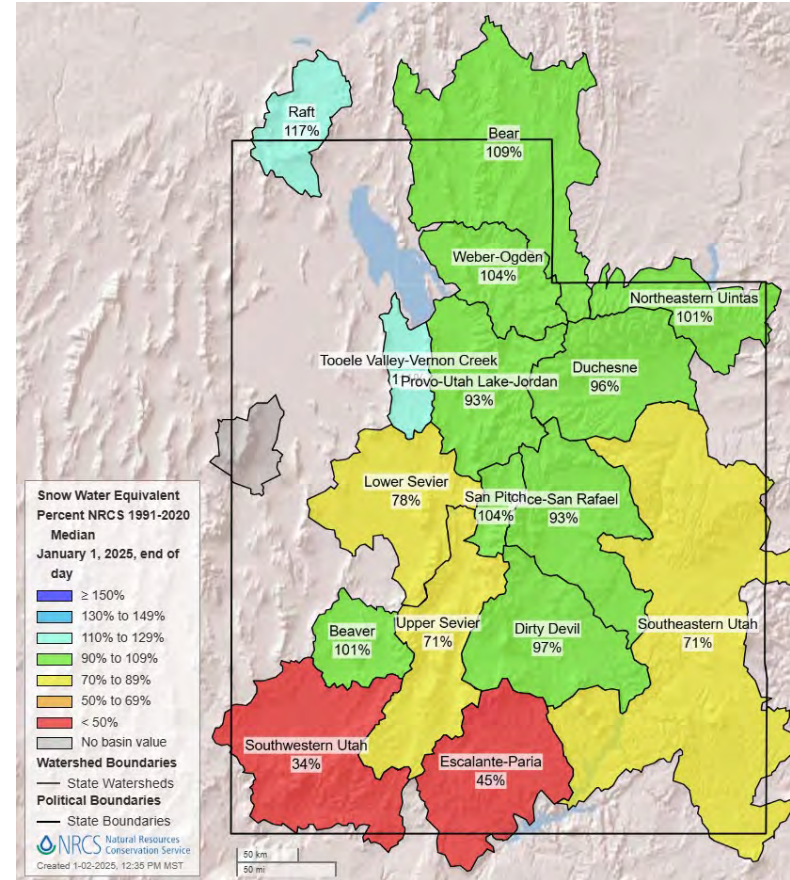 Raft
117%
Bear
109%
Weber-Ogden
104%
Northeastern Uintas
101%
Tooele Valley-Vernon Creek
Provo-Utah Lake-Jordan
93%
Duchesne
96%
Lower Sevier
78%
San Pitch
104%
ce-San Rafael
93%
Beaver
101%
Upper Sevier
71%
Dirty Devil
97%
Southeastern Utah
71%
Southwestern Utah
34%
Escalante-Paria
45%
Snow Water Equivalent
Percent NRCS 1991-2020
Median
January 1, 2025, end of
day
≥ 150%
130% to 149%
110% to 129%
90% to 109%
70% to 89%
50% to 69%
< 50%
No basin value
Watershed Boundaries
State Watersheds
Political Boundaries
State Boundaries
NRCS Natural Resources
Conservation Service
Created 1-02-2025, 12:35 PM MST
50 km
50 mi